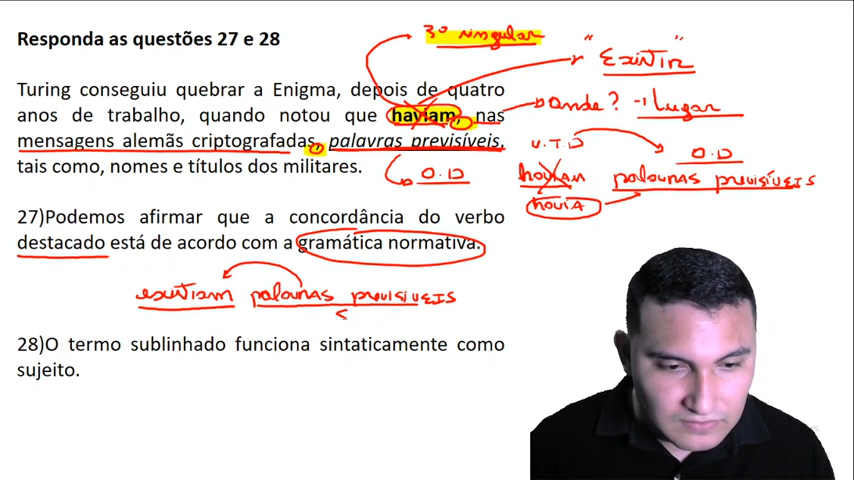 Responda as questões 27 e 28
3º singular
"Existir"
Turing conseguiu quebrar a Enigma, depois de quatro
anos de trabalho, quando notou que haviam, nas
mensagens alemãs criptografadas, palavras previsíveis,
tais como, nomes e títulos dos militares.
Onde? → Lugar
V.T.D
O.D
O.D
haviam palavras previsíveis
havia
27)Podemos afirmar que a concordância do verbo
destacado está de acordo com a gramática normativa.
existiam palavras previsíveis
S
28)O termo sublinhado funciona sintaticamente como
sujeito.